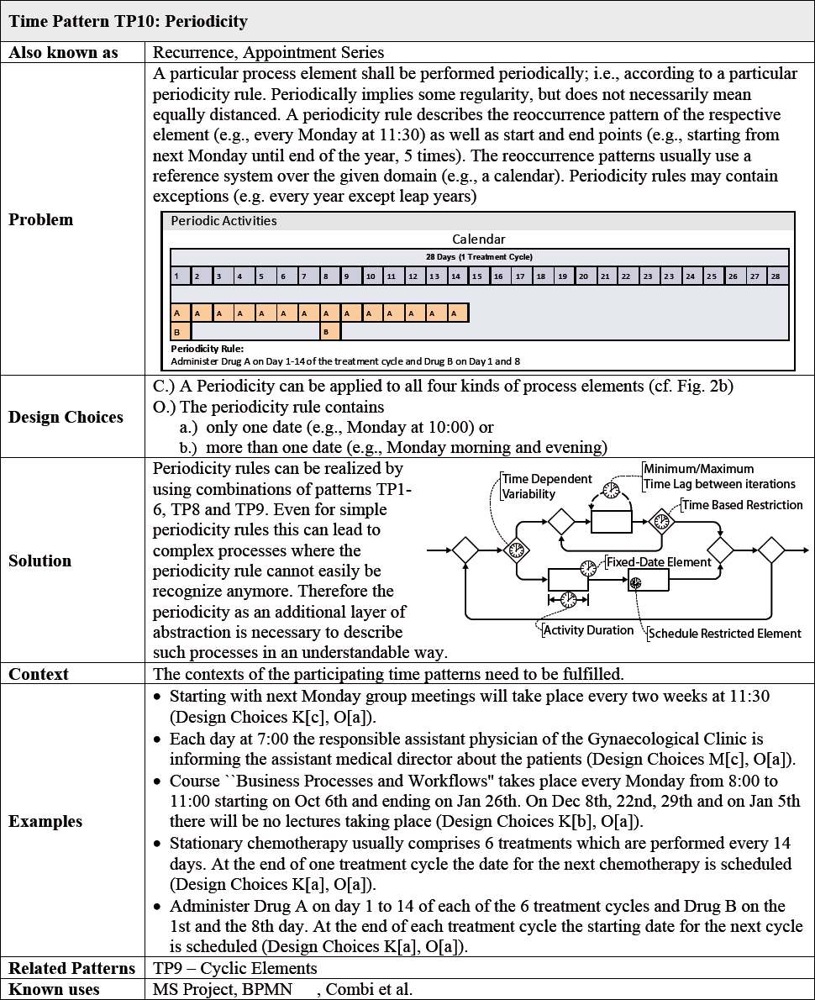 Time Pattern TP10: Periodicity
Also known as
Recurrence, Appointment Series
Problem
A particular process element shall be performed periodically; i.e., according to a particular
periodicity rule. Periodically implies some regularity, but does not necessarily mean
equally distanced. A periodicity rule describes the reoccurrence pattern of the respective
element (e.g., every Monday at 11:30) as well as start and end points (e.g., starting from
next Monday until end of the year, 5 times). The reoccurrence patterns usually use a
reference system over the given domain (e.g., a calendar). Periodicity rules may contain
exceptions (e.g. every year except leap years)
Periodic Activities
Calendar
28 Days (1 Treatment Cycle)
1 2 3 4 5 6 7 8 9 10 11 12 13 14 15 16 17 18 19 20 21 22 23 23 24 25 26 27 28
A A A A A A A A A A A A A A
B B
Periodicity Rule:
Administer Drug A on Day 1-14 of the treatment cycle and Drug B on Day 1 and 8
Design Choices
C.) A Periodicity can be applied to all four kinds of process elements (cf. Fig. 2b)
O.) The periodicity rule contains
a.) only one date (e.g., Monday at 10:00) or
b.) more than one date (e.g., Monday morning and evening)
Solution
Periodicity rules can be realized by
using combinations of patterns TP1-
6, TP8 and TP9. Even for simple
periodicity rules this can lead to
complex processes where the
periodicity rule cannot easily be
recognize anymore. Therefore the
periodicity as an additional layer of
abstraction is necessary to describe
such processes in an understandable way.
Time Dependent
Variability
Minimum/Maximum
Time Lag between iterations
Time Based Restriction
Fixed-Date Element
Activity Duration
Schedule Restricted Element
Context
The contexts of the participating time patterns need to be fulfilled.
Examples
• Starting with next Monday group meetings will take place every two weeks at 11:30
(Design Choices K[c], O[a]).
• Each day at 7:00 the responsible assistant physician of the Gynaecological Clinic is
informing the assistant medical director about the patients (Design Choices M[c], O[a]).
• Course ``Business Processes and Workflows" takes place every Monday from 8:00 to
11:00 starting on Oct 6th and ending on Jan 26th. On Dec 8th, 22nd, 29th and on Jan 5th
there will be no lectures taking place (Design Choices K[b], O[a]).
• Stationary chemotherapy usually comprises 6 treatments which are performed every 14
days. At the end of one treatment cycle the date for the next chemotherapy is scheduled
(Design Choices K[a], O[a]).
• Administer Drug A on day 1 to 14 of each of the 6 treatment cycles and Drug B on the
1st and the 8th day. At the end of each treatment cycle the starting date for the next cycle
is scheduled (Design Choices K[a], O[a]).
Related Patterns
TP9 – Cyclic Elements
Known uses
MS Project, BPMN , Combi et al.